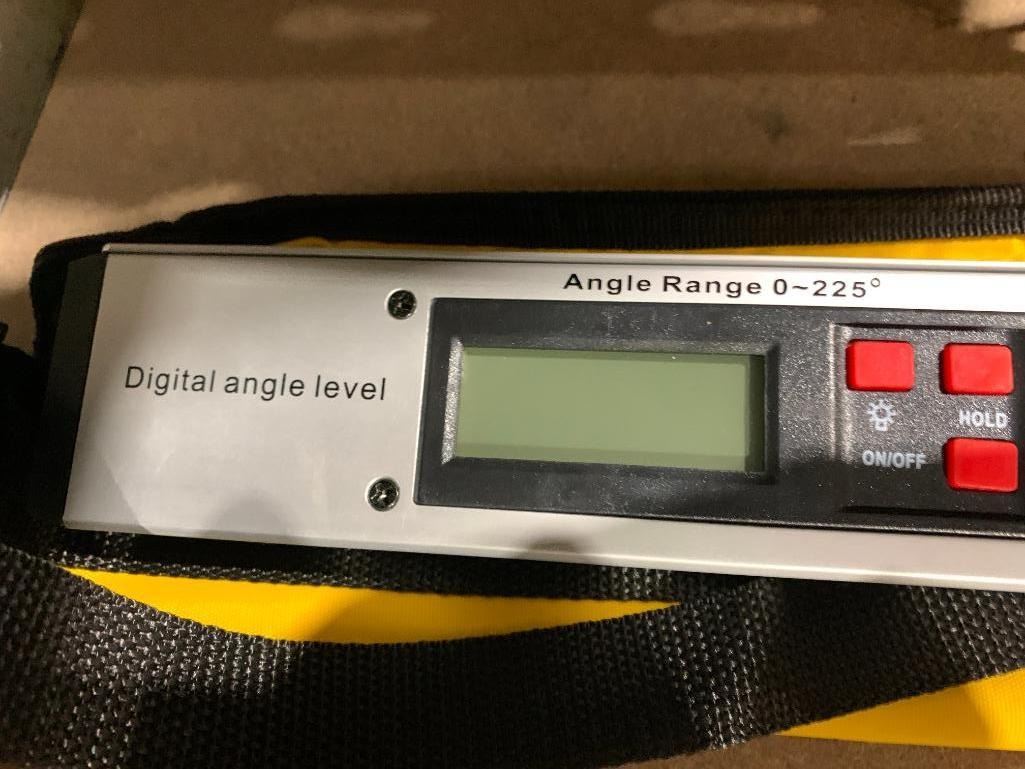 Angle Range 0~225°
Digital angle level
HOLD
ON/OFF